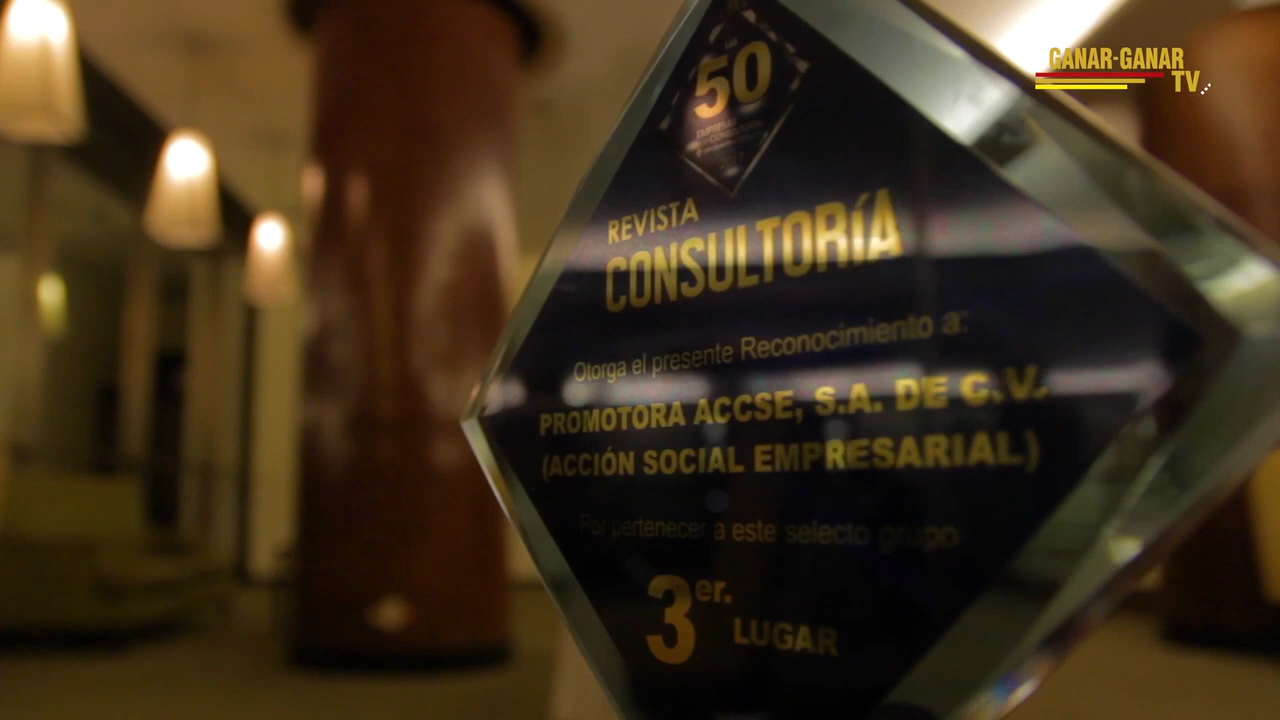 GANAR-GANAR
TV
50
REVISTA
CONSULTORÍA
Otorga el presente Reconocimiento a:
PROMOTORA ACCSE, S.A. DE C.V.
(ACCIÓN SOCIAL EMPRESARIAL)
Por pertenecer a este selecto grupo
3er.
LUGAR